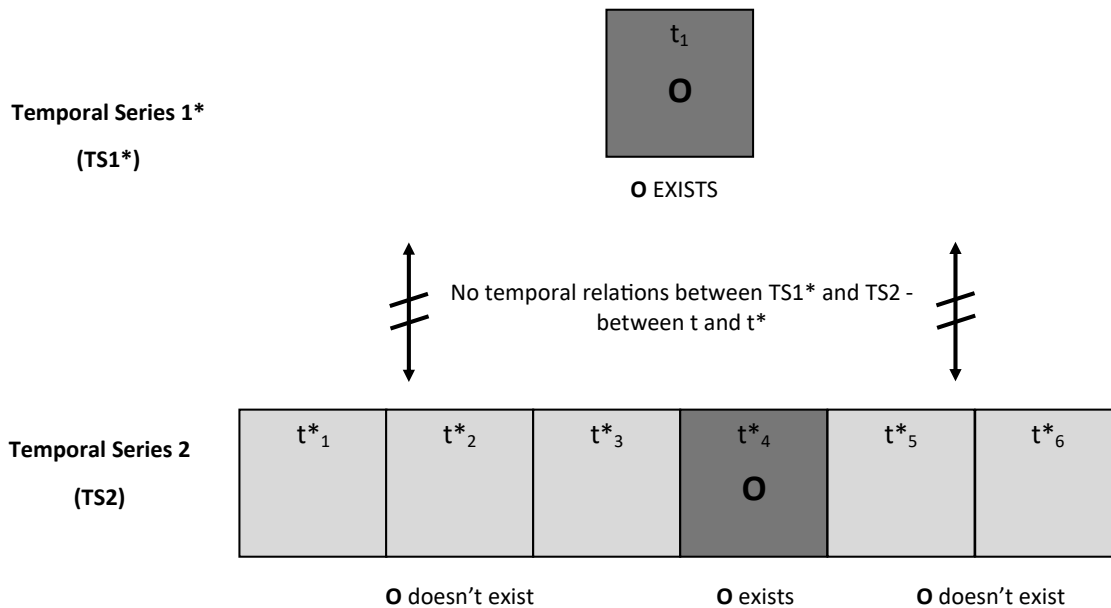 t₁
O
Temporal Series 1*
(TS1*)
O EXISTS
No temporal relations between TS1* and TS2 -
between t and t*
t*₁ t*₂ t*₃ t*₄ t*₅ t*₆
Temporal Series 2
(TS2)
O
O doesn’t exist O exists O doesn’t exist